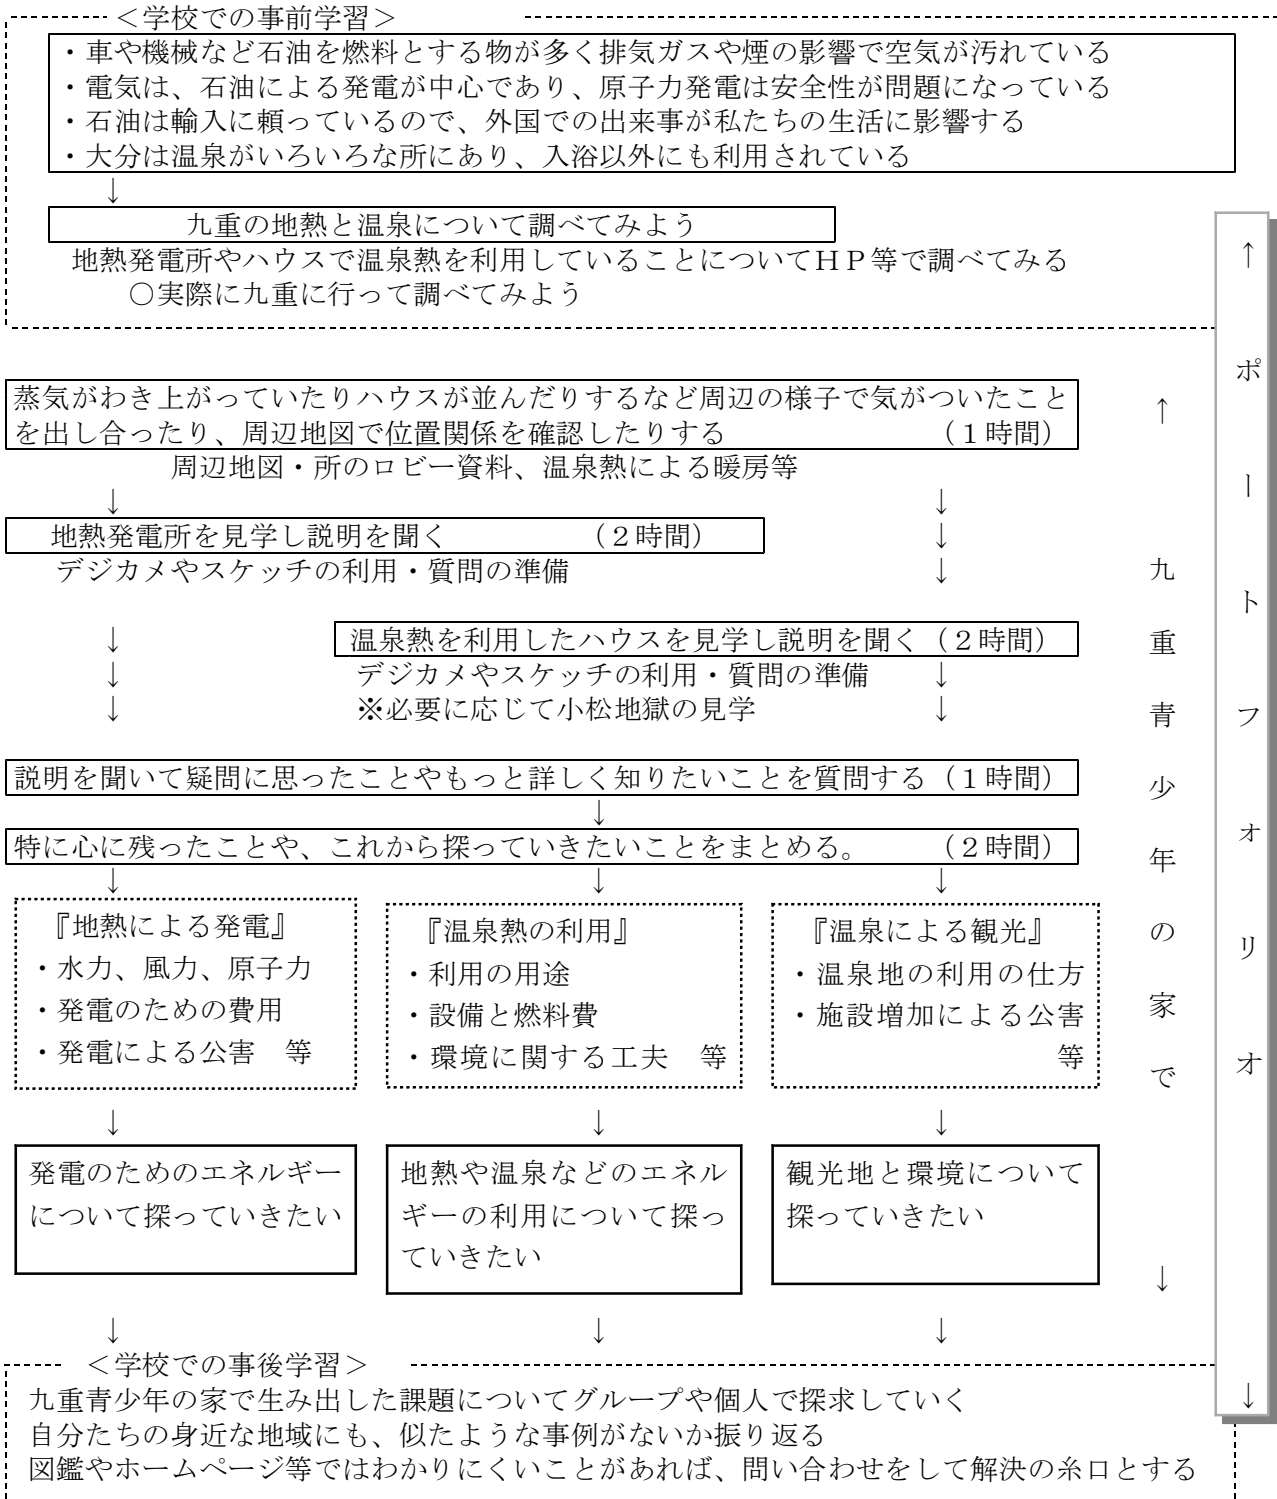 ＜学校での事前学習＞
・車や機械など石油を燃料とする物が多く排気ガスや煙の影響で空気が汚れている
・電気は、石油による発電が中心であり、原子力発電は安全性が問題になっている
・石油は輸入に頼っているので、外国での出来事が私たちの生活に影響する
・大分は温泉がいろいろな所にあり、入浴以外にも利用されている
↓
九重の地熱と温泉について調べてみよう
地熱発電所やハウスで温泉熱を利用していることについてＨＰ等で調べてみる
○実際に九重に行って調べてみよう
蒸気がわき上がっていたりハウスが並んだりするなど周辺の様子で気がついたこと
を出し合ったり、周辺地図で位置関係を確認したりする （１時間）
周辺地図・所のロビー資料、温泉熱による暖房等
↓ ↓
地熱発電所を見学し説明を聞く （２時間） ↓
デジカメやスケッチの利用・質問の準備 ↓
↓ 温泉熱を利用したハウスを見学し説明を聞く（２時間）
↓ デジカメやスケッチの利用・質問の準備 ↓
↓ ※必要に応じて小松地獄の見学 ↓
説明を聞いて疑問に思ったことやもっと詳しく知りたいことを質問する（１時間）
↓
特に心に残ったことや、これから探っていきたいことをまとめる。 （２時間）
↓ ↓ ↓
『地熱による発電』
・水力、風力、原子力
・発電のための費用
・発電による公害 等
『温泉熱の利用』
・利用の用途
・設備と燃料費
・環境に関する工夫 等
『温泉による観光』
・温泉地の利用の仕方
・施設増加による公害
等
↓ ↓ ↓
発電のためのエネルギー
について探っていきたい
地熱や温泉などのエネル
ギーの利用について探っ
ていきたい
観光地と環境について
探っていきたい
↓ ↓ ↓
↑九重青少年の家で↓
↑ポートフォリオ↓
＜学校での事後学習＞
九重青少年の家で生み出した課題についてグループや個人で探求していく
自分たちの身近な地域にも、似たような事例がないか振り返る
図鑑やホームページ等ではわかりにくいことがあれば、問い合わせをして解決の糸口とする